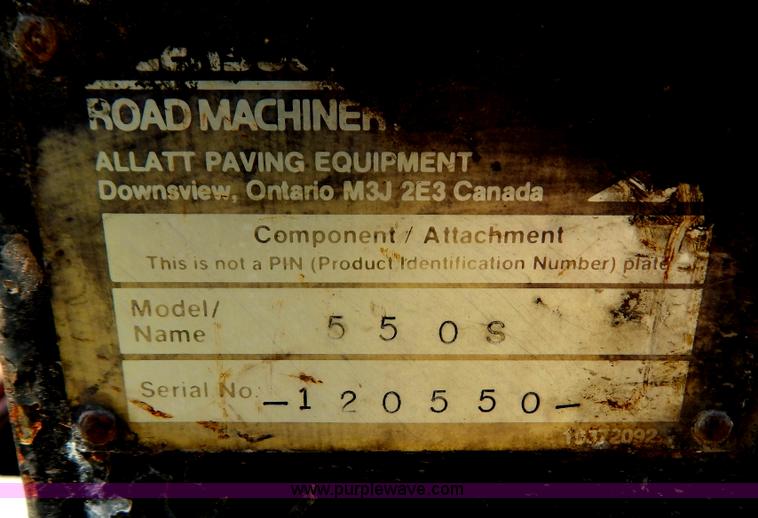 ROAD MACHINER
ALLATT PAVING EQUIPMENT
Downsview, Ontario M3J 2E3 Canada
Component / Attachment
This is not a PIN (Product Identification Number) plate
Model/
Name 5 5 0 S
Serial No. -1 2 0 5 5 0-
www.purplewave.com